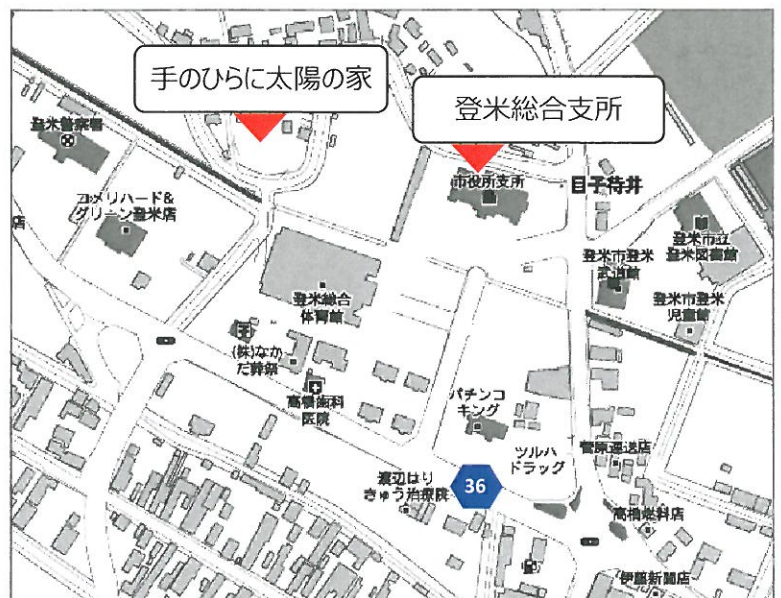 手のひらに太陽の家
登米総合支所
登米警察署
市役所支所
目子待井
コメリハード&
グリーン登米店
店
登米市立
登米図書館
登米市登米
武道館
登米市登米
児童館
登米総合
体育館
(株)なか
だ葬祭
高橋歯科
医院
パチンコ
キング
ツルハ
ドラッグ
菅原運送店
渡辺はり
きゅう治療院
36
高橋燃料店
伊藤新聞店